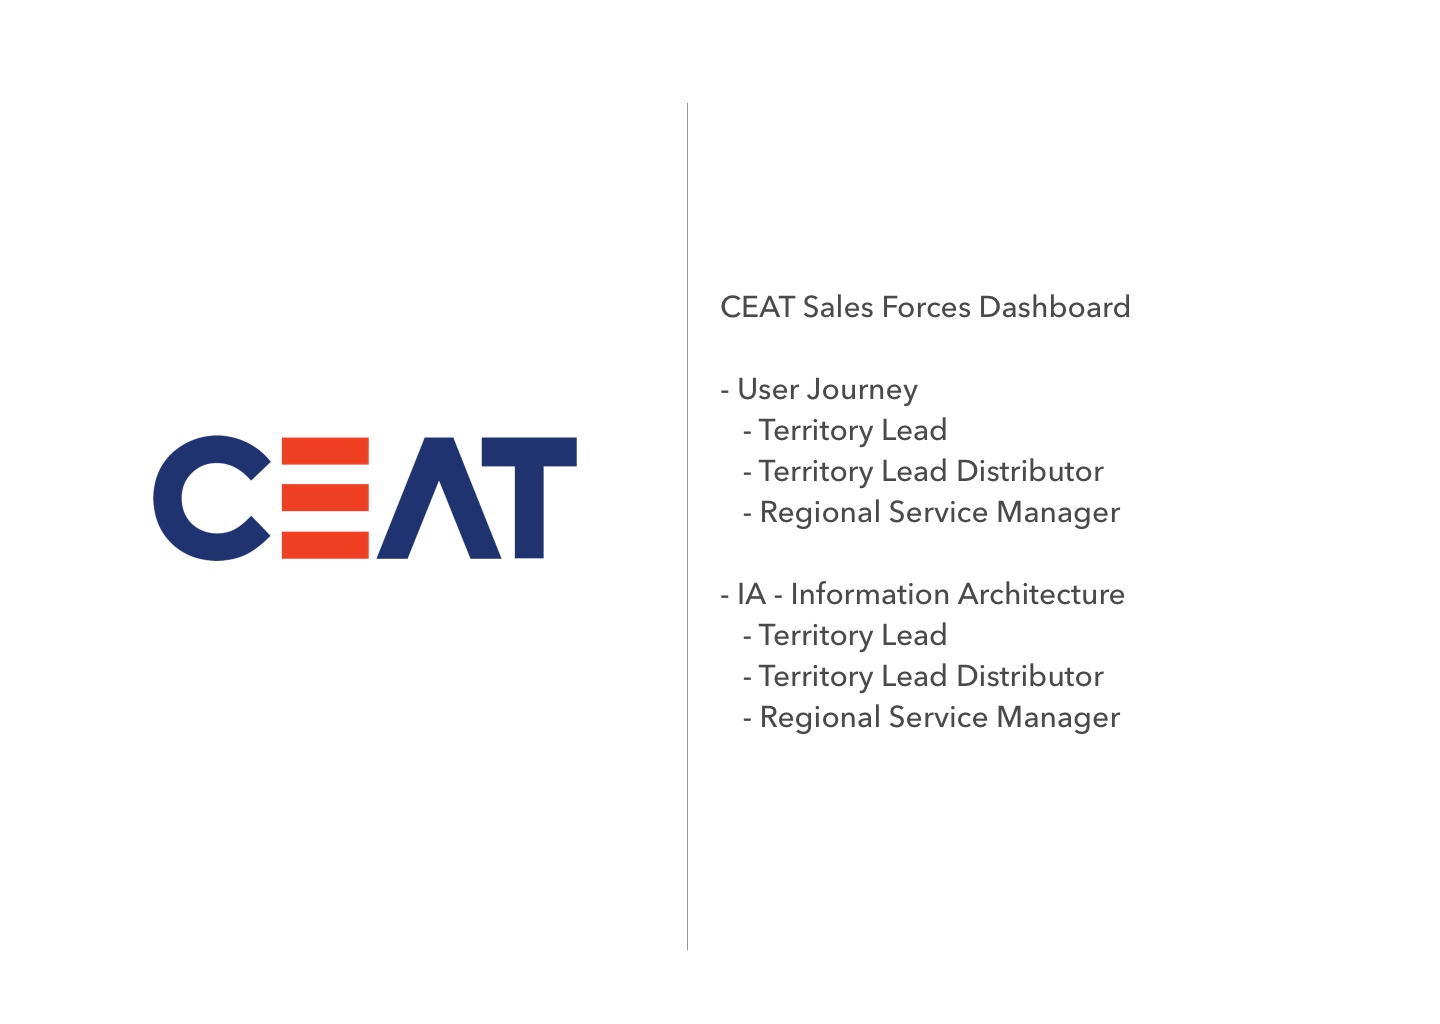 CEAT
CEAT Sales Forces Dashboard
- User Journey
- Territory Lead
- Territory Lead Distributor
- Regional Service Manager
- IA - Information Architecture
- Territory Lead
- Territory Lead Distributor
- Regional Service Manager